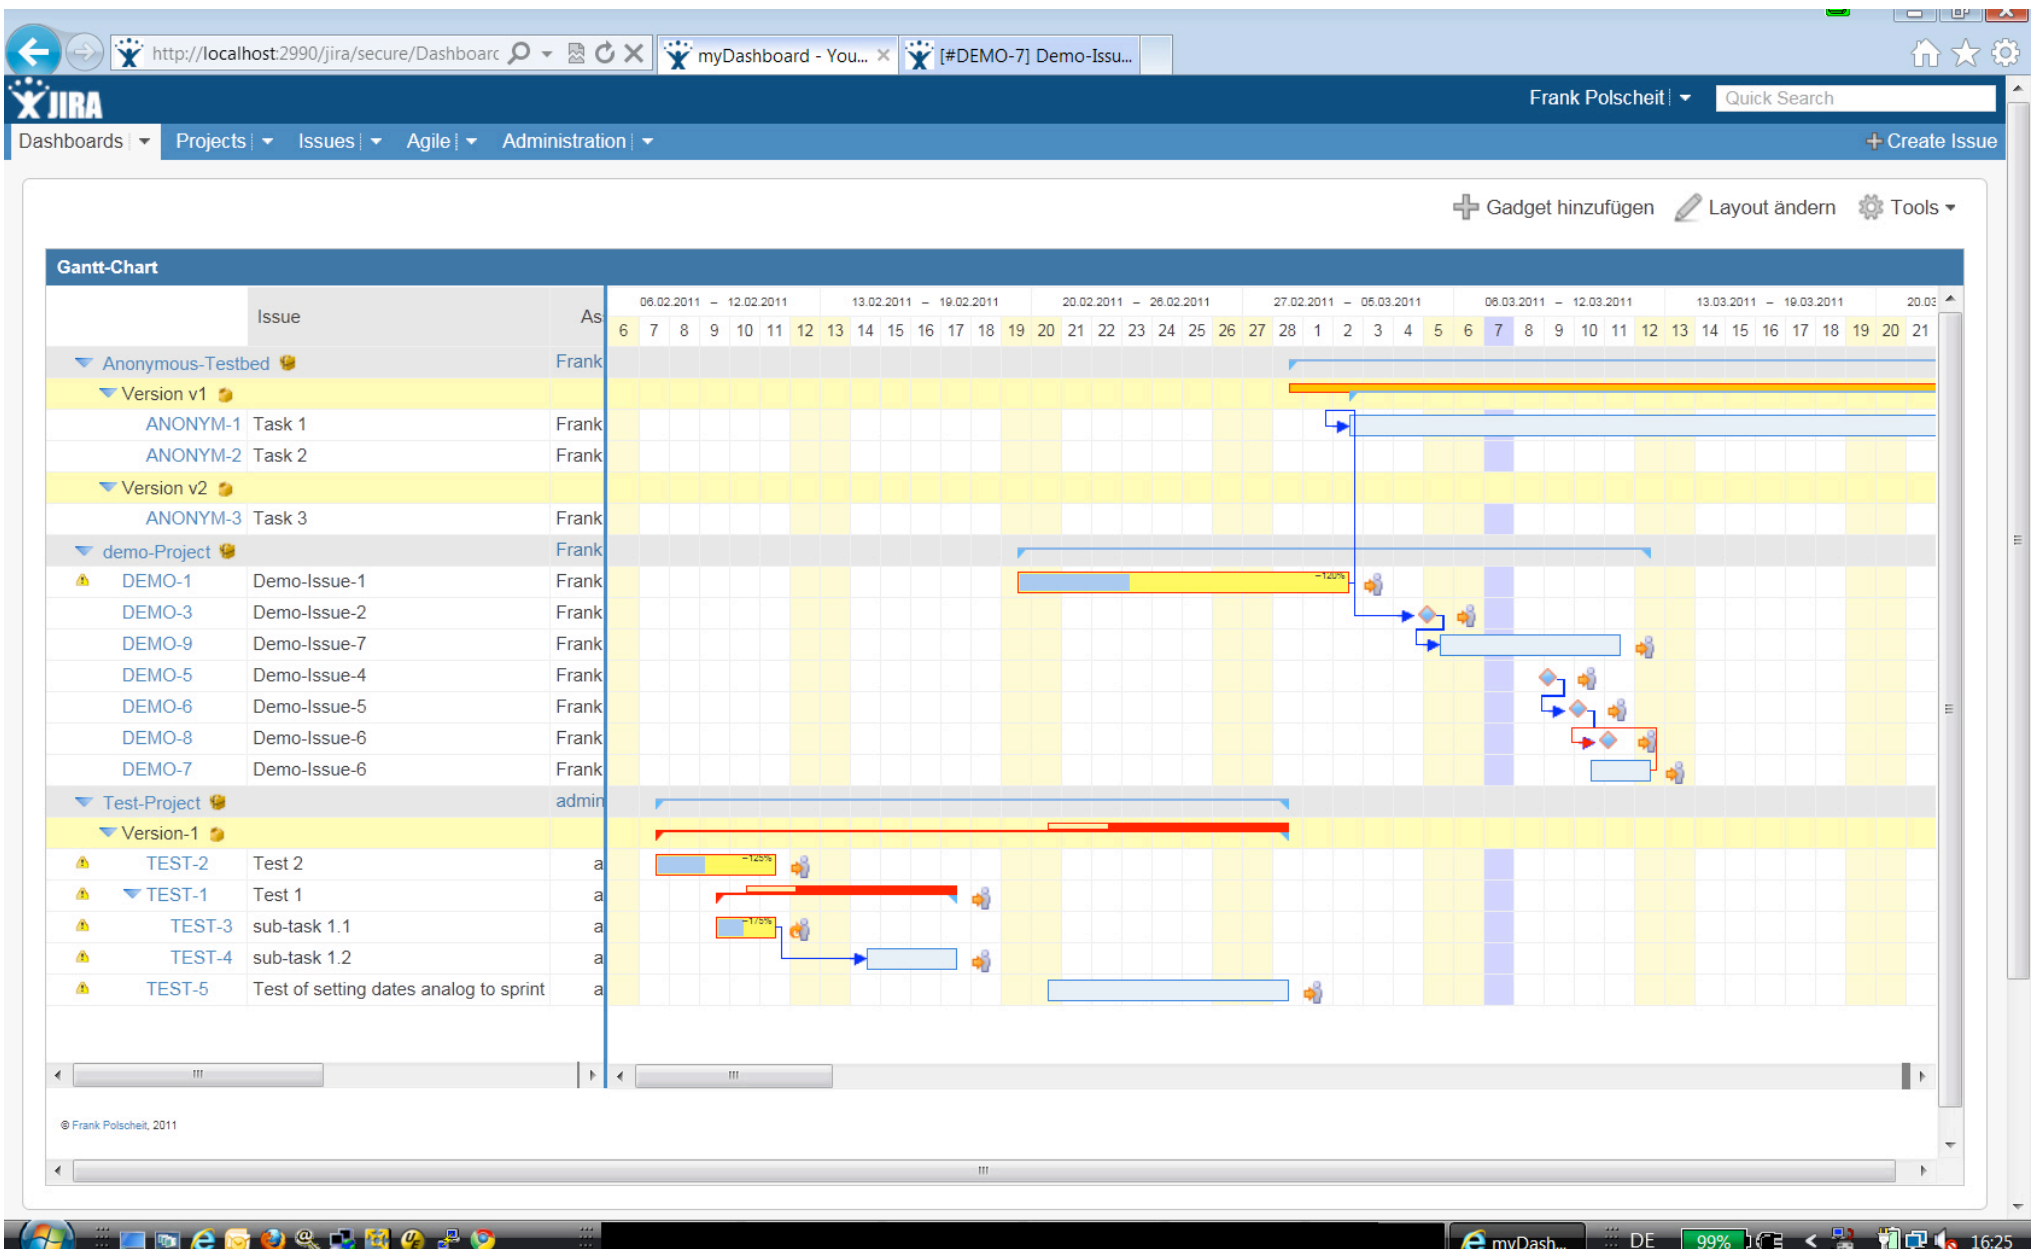 http://localhost:2990/jira/secure/Dashboarc
myDashboard - You...
[#DEMO-7] Demo-Issu...
JIRA
Frank Polscheit
Quick Search
Dashboards Projects Issues Agile Administration
Create Issue
Gadget hinzufügen Layout ändern Tools
Gantt-Chart
Issue As
06.02.2011 – 12.02.2011 13.02.2011 – 19.02.2011 20.02.2011 – 26.02.2011 27.02.2011 – 05.03.2011 06.03.2011 – 12.03.2011 13.03.2011 – 19.03.2011 20.03
6 7 8 9 10 11 12 13 14 15 16 17 18 19 20 21 22 23 24 25 26 27 28 1 2 3 4 5 6 7 8 9 10 11 12 13 14 15 16 17 18 19 20 21
Anonymous-Testbed Frank
Version v1
ANONYM-1 Task 1 Frank
ANONYM-2 Task 2 Frank
Version v2
ANONYM-3 Task 3 Frank
demo-Project Frank
DEMO-1 Demo-Issue-1 Frank −120%
DEMO-3 Demo-Issue-2 Frank
DEMO-9 Demo-Issue-7 Frank
DEMO-5 Demo-Issue-4 Frank
DEMO-6 Demo-Issue-5 Frank
DEMO-8 Demo-Issue-6 Frank
DEMO-7 Demo-Issue-6 Frank
Test-Project admin
Version-1
TEST-2 Test 2 a −125%
TEST-1 Test 1 a
TEST-3 sub-task 1.1 a −175%
TEST-4 sub-task 1.2 a
TEST-5 Test of setting dates analog to sprint a
© Frank Polscheit, 2011
myDash... DE 99% 16:25